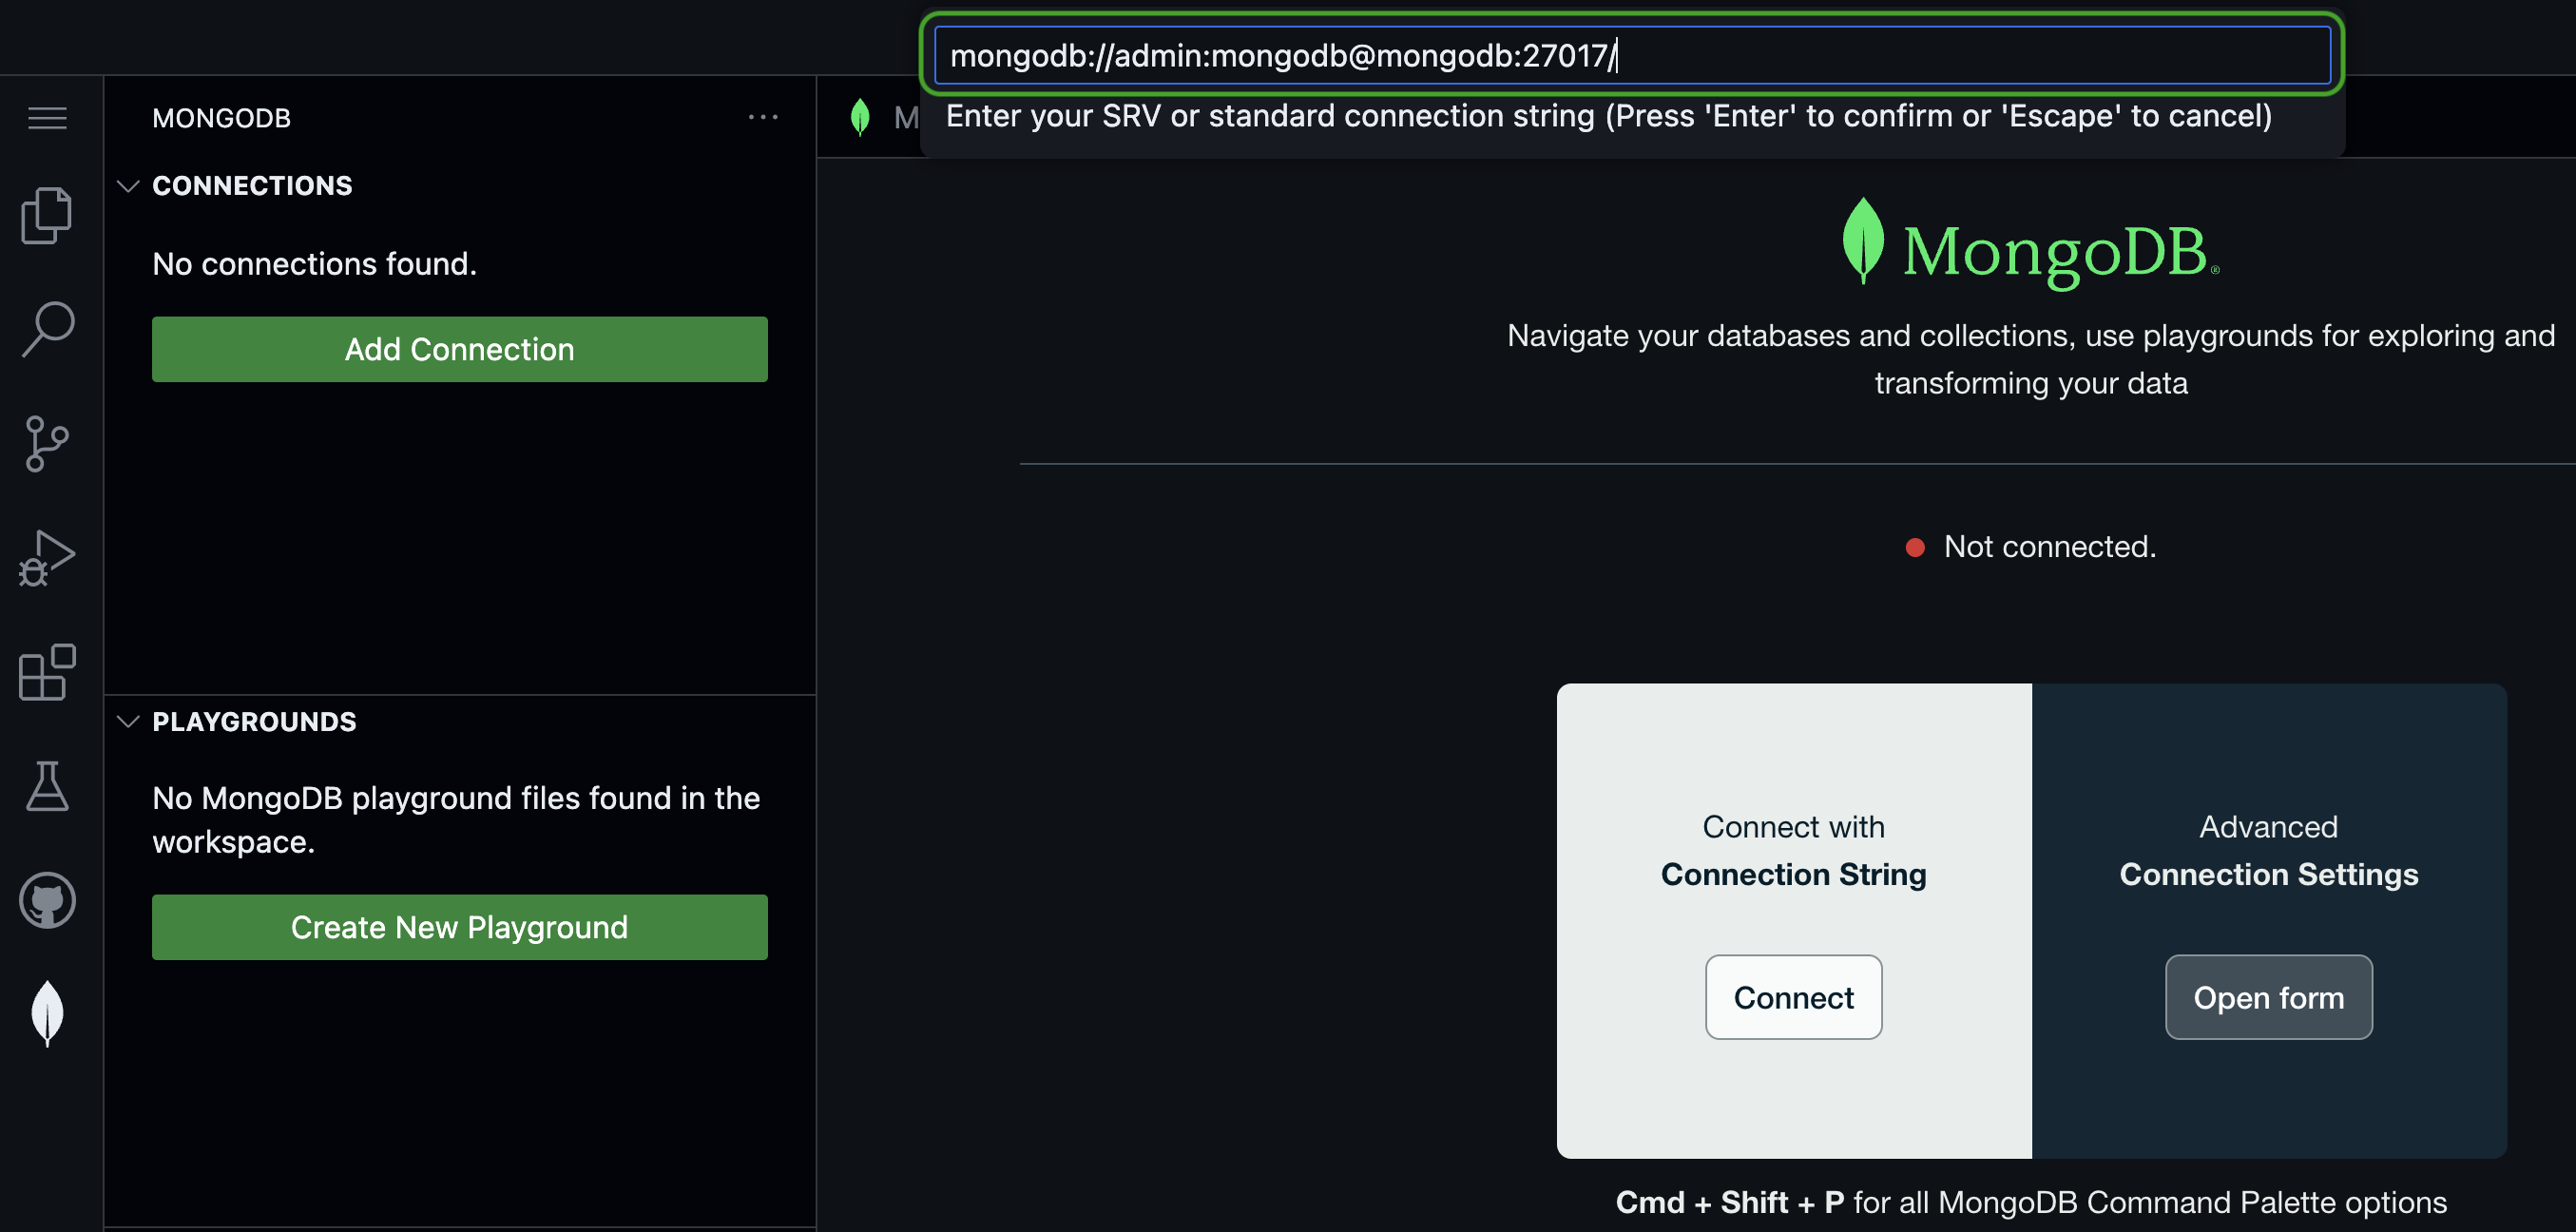 mongodb://admin:mongodb@mongodb:27017/
Enter your SRV or standard connection string (Press 'Enter' to confirm or 'Escape' to cancel)
MONGODB
CONNECTIONS
No connections found.
Add Connection
PLAYGROUNDS
No MongoDB playground files found in the
workspace.
Create New Playground
M
MongoDB®
Navigate your databases and collections, use playgrounds for exploring and
transforming your data
Not connected.
Connect with
Connection String
Connect
Advanced
Connection Settings
Open form
Cmd + Shift + P for all MongoDB Command Palette options